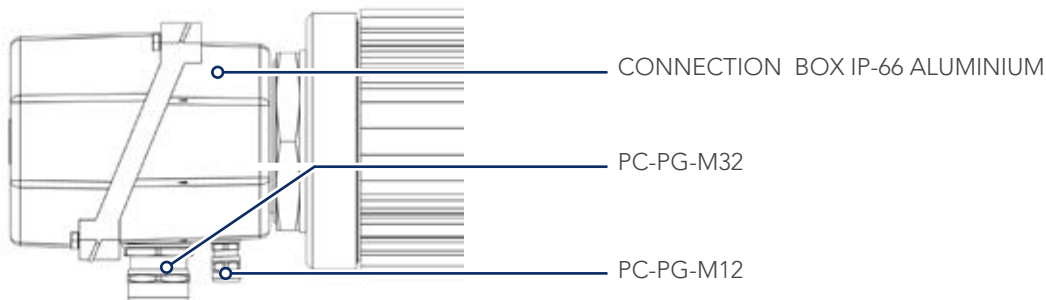 CONNECTION BOX IP-66 ALUMINIUM
PC-PG-M32
PC-PG-M12